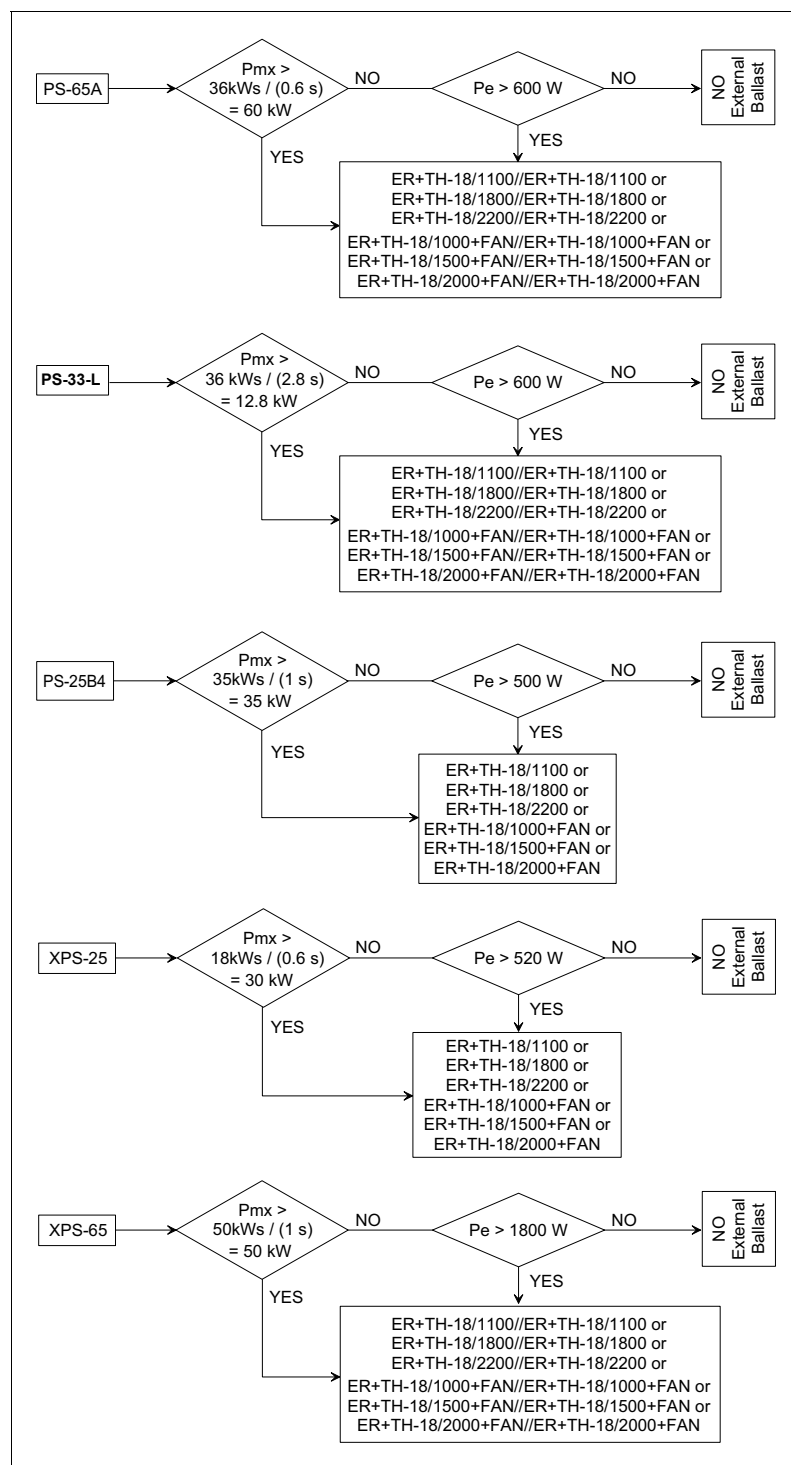 PS-65A
Pmx >
36kWs / (0.6 s)
= 60 kW
NO
Pe > 600 W
NO
NO
External
Ballast
YES
YES
ER+TH-18/1100//ER+TH-18/1100 or
ER+TH-18/1800//ER+TH-18/1800 or
ER+TH-18/2200//ER+TH-18/2200 or
ER+TH-18/1000+FAN//ER+TH-18/1000+FAN or
ER+TH-18/1500+FAN//ER+TH-18/1500+FAN or
ER+TH-18/2000+FAN//ER+TH-18/2000+FAN
PS-33-L
Pmx >
36 kWs / (2.8 s)
= 12.8 kW
NO
Pe > 600 W
NO
NO
External
Ballast
YES
YES
ER+TH-18/1100//ER+TH-18/1100 or
ER+TH-18/1800//ER+TH-18/1800 or
ER+TH-18/2200//ER+TH-18/2200 or
ER+TH-18/1000+FAN//ER+TH-18/1000+FAN or
ER+TH-18/1500+FAN//ER+TH-18/1500+FAN or
ER+TH-18/2000+FAN//ER+TH-18/2000+FAN
PS-25B4
Pmx >
35kWs / (1 s)
= 35 kW
NO
Pe > 500 W
NO
NO
External
Ballast
YES
YES
ER+TH-18/1100 or
ER+TH-18/1800 or
ER+TH-18/2200 or
ER+TH-18/1000+FAN or
ER+TH-18/1500+FAN or
ER+TH-18/2000+FAN
XPS-25
Pmx >
18kWs / (0.6 s)
= 30 kW
NO
Pe > 520 W
NO
NO
External
Ballast
YES
YES
ER+TH-18/1100 or
ER+TH-18/1800 or
ER+TH-18/2200 or
ER+TH-18/1000+FAN or
ER+TH-18/1500+FAN or
ER+TH-18/2000+FAN
XPS-65
Pmx >
50kWs / (1 s)
= 50 kW
NO
Pe > 1800 W
NO
NO
External
Ballast
YES
YES
ER+TH-18/1100//ER+TH-18/1100 or
ER+TH-18/1800//ER+TH-18/1800 or
ER+TH-18/2200//ER+TH-18/2200 or
ER+TH-18/1000+FAN//ER+TH-18/1000+FAN or
ER+TH-18/1500+FAN//ER+TH-18/1500+FAN or
ER+TH-18/2000+FAN//ER+TH-18/2000+FAN